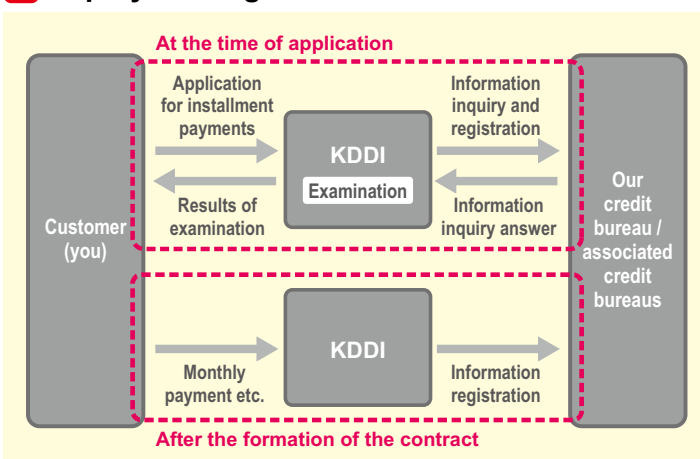 At the time of application
Application
for installment
payments
Information
inquiry and
registration
KDDI
Examination
Results of
examination
Information
inquiry answer
Customer
(you)
Our
credit
bureau /
associated
credit
bureaus
KDDI
Monthly
payment etc.
Information
registration
After the formation of the contract